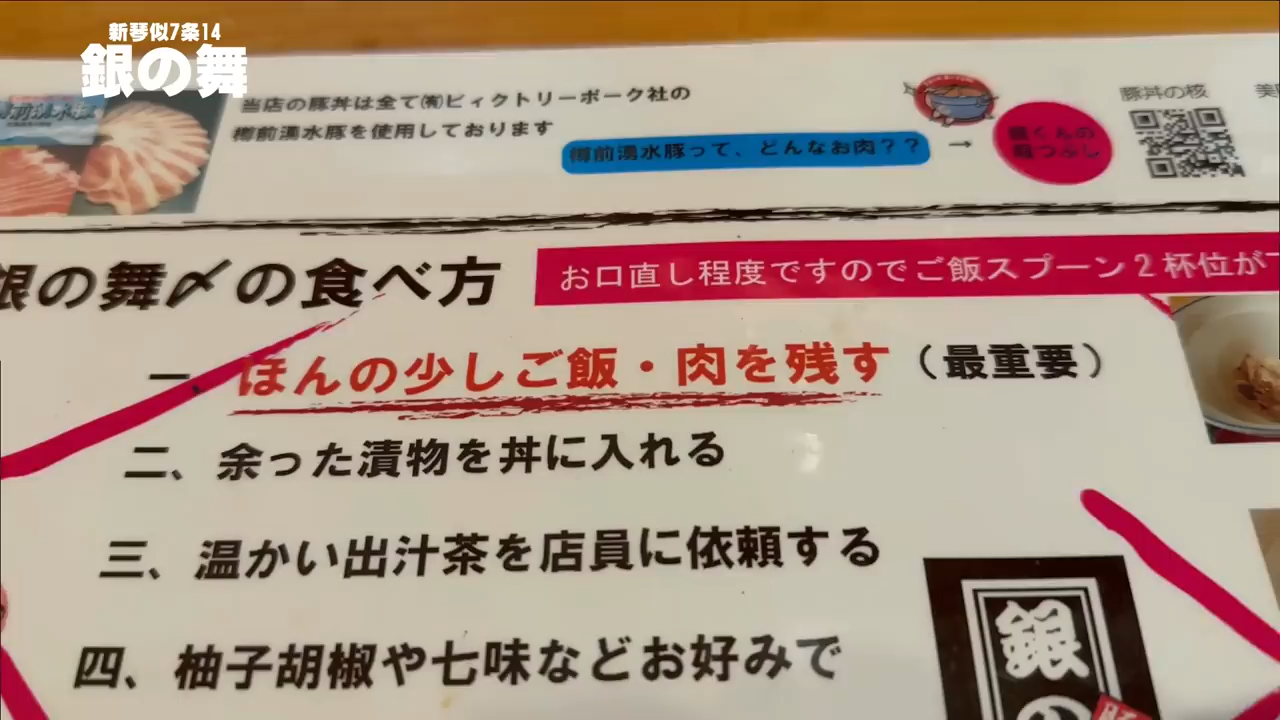 新琴似7条14
銀の舞
当店の豚丼は全て㈲ビィクトリーポーク社の
樽前湧水豚を使用しております
樽前湧水豚って、どんなお肉??
→
豚丼の核
銀の舞〆の食べ方
お口直し程度ですのでご飯スプーン2杯位が
一、ほんの少しご飯・肉を残す(最重要)
二、余った漬物を丼に入れる
三、温かい出汁茶を店員に依頼する
四、柚子胡椒や七味などお好みで
銀の